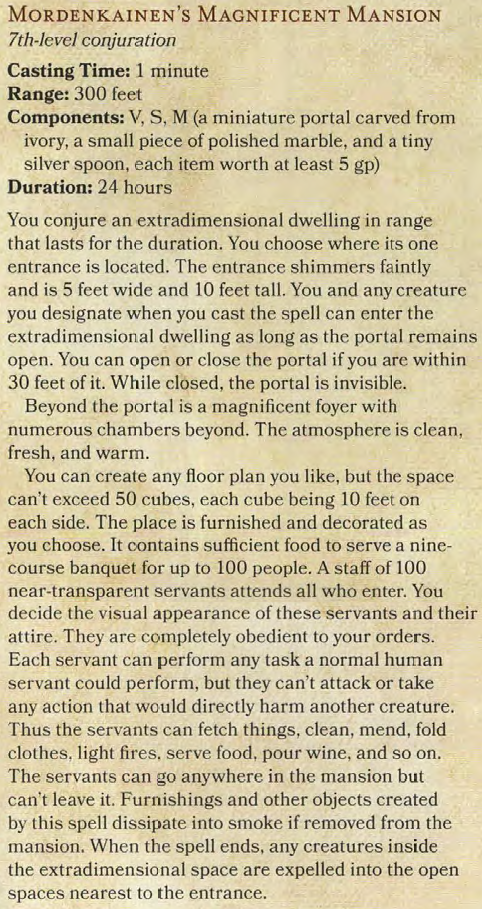 MORDENKAINEN'S MAGNIFICENT MANSION
7th-level conjuration
Casting Time: 1 minute
Range: 300 feet
Components: V, S, M (a miniature portal carved from
ivory, a small piece of polished marble, and a tiny
silver spoon, each item worth at least 5 gp)
Duration: 24 hours
You conjure an extradimensional dwelling in range
that lasts for the duration. You choose where its one
entrance is located. The entrance shimmers faintly
and is 5 feet wide and 10 feet tall. You and any creature
you designate when you cast the spell can enter the
extradimensional dwelling as long as the portal remains
open. You can open or close the portal if you are within
30 feet of it. While closed, the portal is invisible.
Beyond the portal is a magnificent foyer with
numerous chambers beyond. The atmosphere is clean,
fresh, and warm.
You can create any floor plan you like, but the space
can't exceed 50 cubes, each cube being 10 feet on
each side. The place is furnished and decorated as
you choose. It contains sufficient food to serve a nine-
course banquet for up to 100 people. A staff of 100
near-transparent servants attends all who enter. You
decide the visual appearance of these servants and their
attire. They are completely obedient to your orders.
Each servant can perform any task a normal human
servant could perform, but they can't attack or take
any action that would directly harm another creature.
Thus the servants can fetch things, clean, mend, fold
clothes, light fires, serve food, pour wine, and so on.
The servants can go anywhere in the mansion but
can't leave it. Furnishings and other objects created
by this spell dissipate into smoke if removed from the
mansion. When the spell ends, any creatures inside
the extradimensional space are expelled into the open
spaces nearest to the entrance.